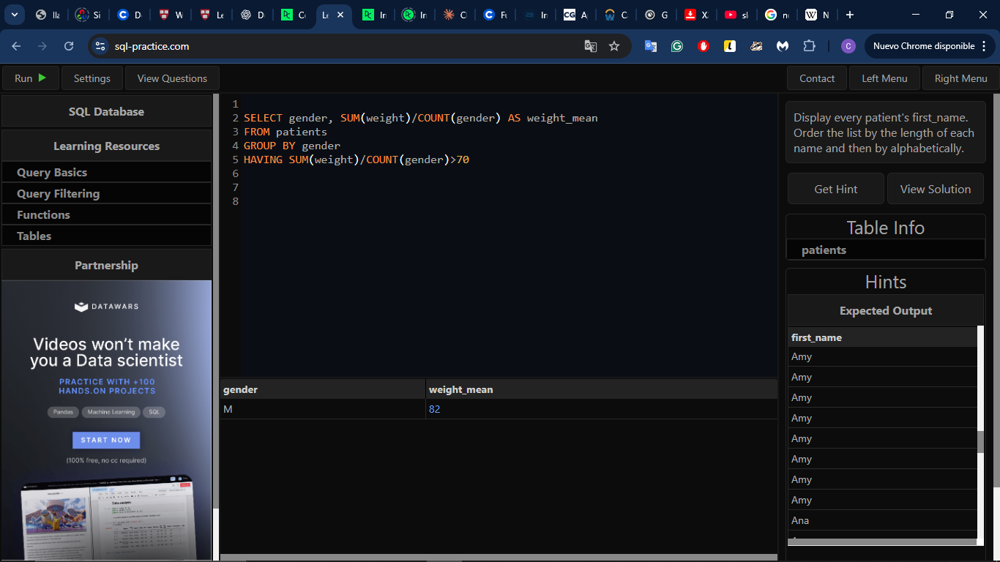 Ila
Si
D
W
Le
D
Co
Le
In
In
Cl
Fu
In
A
C
G
X
sl
n
N
sql-practice.com
Nuevo Chrome disponible
Run
Settings
View Questions
Contact
Left Menu
Right Menu
SQL Database
Learning Resources
Query Basics
Query Filtering
Functions
Tables
Partnership
DATAWARS
Videos won't make
you a Data scientist
PRACTICE WITH +100
HANDS.ON PROJECTS
Pandas
Machine Learning
SQL
START NOW
(100% free, no cc required)
1
2 SELECT gender, SUM(weight)/COUNT(gender) AS weight_mean
3 FROM patients
4 GROUP BY gender
5 HAVING SUM(weight)/COUNT(gender)>70
6
7
8
gender weight_mean
M 82
Display every patient's first_name.
Order the list by the length of each
name and then by alphabetically.
Get Hint
View Solution
Table Info
patients
Hints
Expected Output
first_name
Amy
Amy
Amy
Amy
Amy
Amy
Amy
Amy
Ana